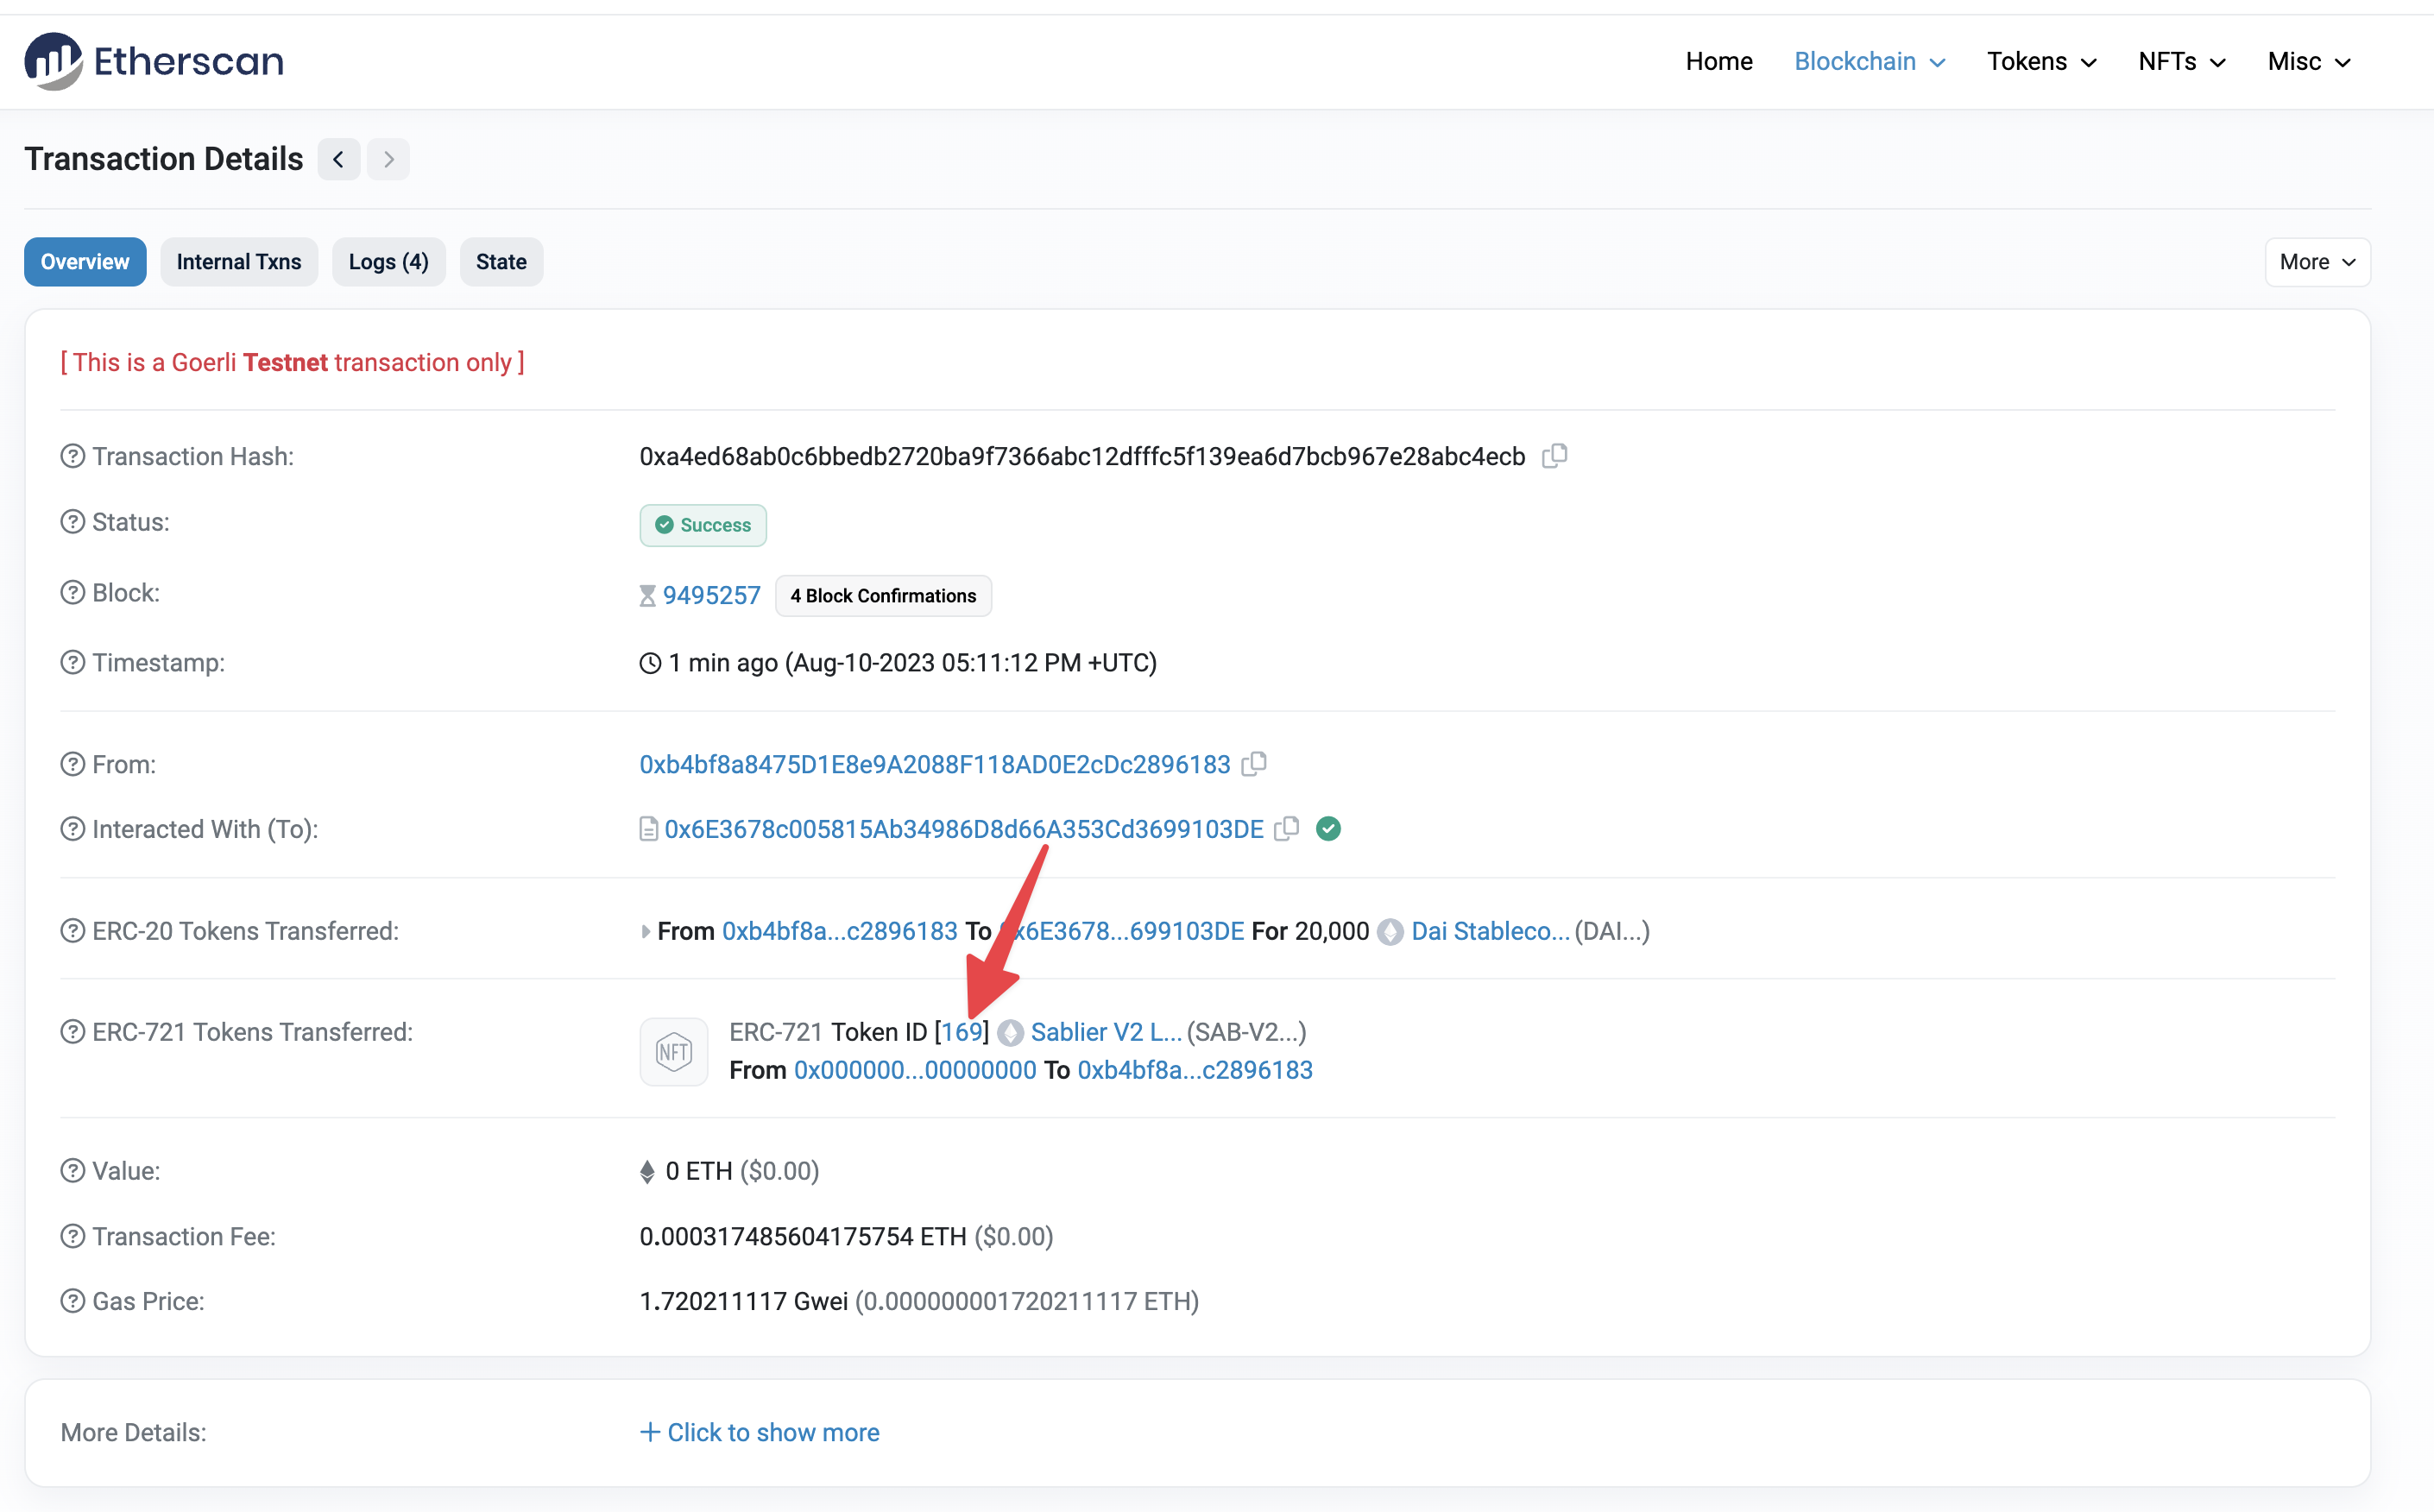 Etherscan
Home Blockchain Tokens NFTs Misc
Transaction Details
Overview Internal Txns Logs (4) State More
[ This is a Goerli Testnet transaction only ]
Transaction Hash: 0xa4ed68ab0c6bbedb2720ba9f7366abc12dfffc5f139ea6d7bcb967e28abc4ecb
Status: Success
Block: 9495257 4 Block Confirmations
Timestamp: 1 min ago (Aug-10-2023 05:11:12 PM +UTC)
From: 0xb4bf8a8475D1E8e9A2088F118AD0E2cDc2896183
Interacted With (To): 0x6E3678c005815Ab34986D8d66A353Cd3699103DE
ERC-20 Tokens Transferred: From 0xb4bf8a...c2896183 To 0x6E3678...699103DE For 20,000 Dai Stableco... (DAI...)
ERC-721 Tokens Transferred: NFT ERC-721 Token ID [169] Sablier V2 L... (SAB-V2...)
From 0x000000...00000000 To 0xb4bf8a...c2896183
Value: 0 ETH ($0.00)
Transaction Fee: 0.000317485604175754 ETH ($0.00)
Gas Price: 1.720211117 Gwei (0.000000001720211117 ETH)
More Details: + Click to show more